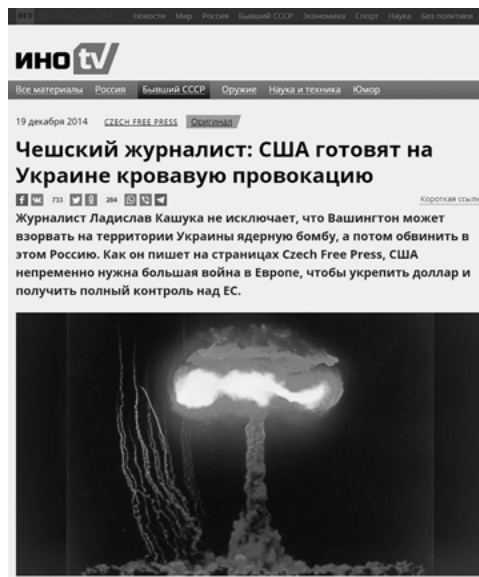 RT
Новости Мир Россия Бывший СССР Экономика Спорт Наука Без политики
ино tv
Все материалы Россия Бывший СССР Оружие Наука и техника Юмор
19 декабря 2014 CZECH FREE PRESS Оригинал
Чешский журналист: США готовят на
Украине кровавую провокацию
733 284 Короткая
Журналист Ладислав Кашука не исключает, что Вашингтон может
взорвать на территории Украины ядерную бомбу, а потом обвинить в
этом Россию. Как он пишет на страницах Czech Free Press, США
непременно нужна большая война в Европе, чтобы укрепить доллар и
получить полный контроль над ЕС.